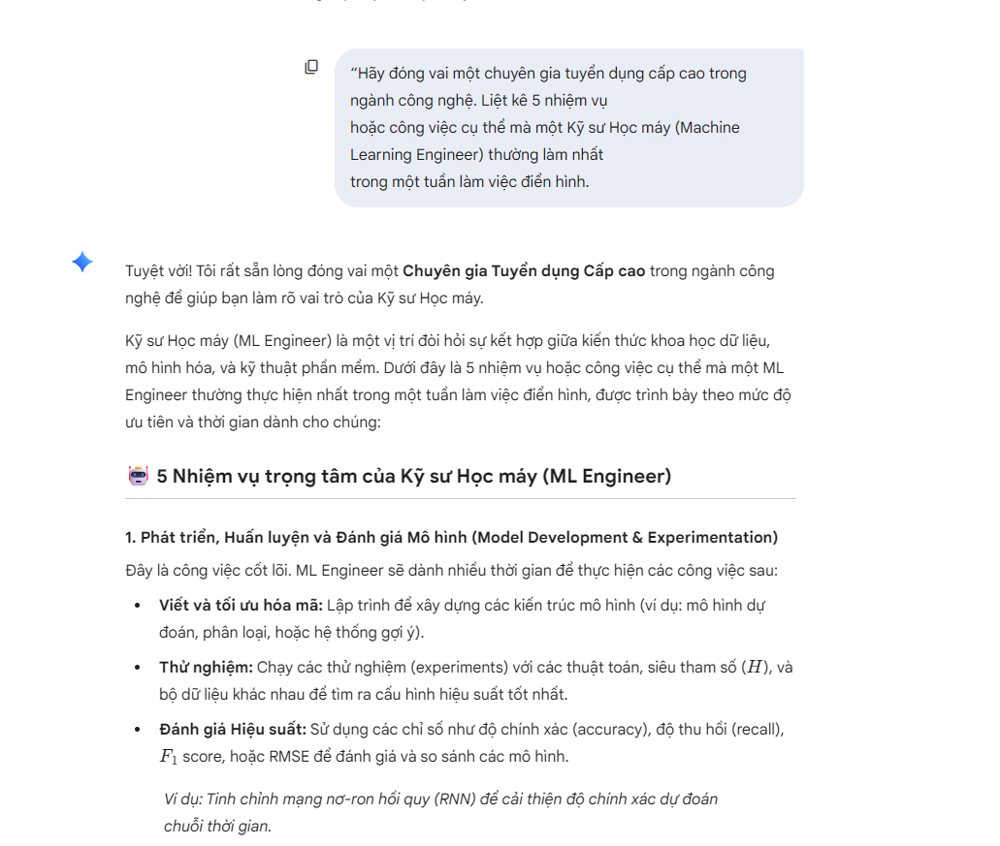 “Hãy đóng vai một chuyên gia tuyển dụng cấp cao trong
ngành công nghệ. Liệt kê 5 nhiệm vụ
hoặc công việc cụ thể mà một Kỹ sư Học máy (Machine
Learning Engineer) thường làm nhất
trong một tuần làm việc điển hình.
Tuyệt vời! Tôi rất sẵn lòng đóng vai một Chuyên gia Tuyển dụng Cấp cao trong ngành công
nghệ để giúp bạn làm rõ vai trò của Kỹ sư Học máy.
Kỹ sư Học máy (ML Engineer) là một vị trí đòi hỏi sự kết hợp giữa kiến thức khoa học dữ liệu,
mô hình hóa, và kỹ thuật phần mềm. Dưới đây là 5 nhiệm vụ hoặc công việc cụ thể mà một ML
Engineer thường thực hiện nhất trong một tuần làm việc điển hình, được trình bày theo mức độ
ưu tiên và thời gian dành cho chúng:
5 Nhiệm vụ trọng tâm của Kỹ sư Học máy (ML Engineer)
1. Phát triển, Huấn luyện và Đánh giá Mô hình (Model Development & Experimentation)
Đây là công việc cốt lõi. ML Engineer sẽ dành nhiều thời gian để thực hiện các công việc sau:
• Viết và tối ưu hóa mã: Lập trình để xây dựng các kiến trúc mô hình (ví dụ: mô hình dự
đoán, phân loại, hoặc hệ thống gợi ý).
• Thử nghiệm: Chạy các thử nghiệm (experiments) với các thuật toán, siêu tham số (H), và
bộ dữ liệu khác nhau để tìm ra cấu hình hiệu suất tốt nhất.
• Đánh giá Hiệu suất: Sử dụng các chỉ số như độ chính xác (accuracy), độ thu hồi (recall),
F₁ score, hoặc RMSE để đánh giá và so sánh các mô hình.
Ví dụ: Tinh chỉnh mạng nơ-ron hồi quy (RNN) để cải thiện độ chính xác dự đoán
chuỗi thời gian.